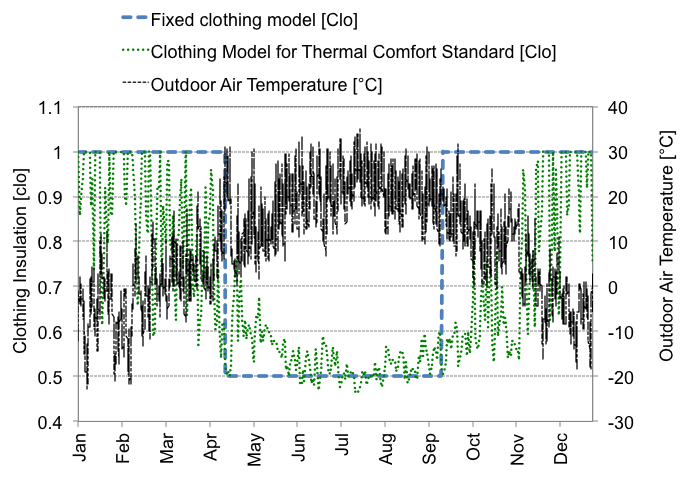 Fixed clothing model [Clo]
Clothing Model for Thermal Comfort Standard [Clo]
Outdoor Air Temperature [°C]
1.1
1
0.9
0.8
0.7
0.6
0.5
0.4
Clothing Insulation [clo]
40
30
20
10
0
-10
-20
-30
Outdoor Air Temperature [°C]
Jan
Feb
Mar
Apr
May
Jun
Jul
Aug
Sep
Oct
Nov
Dec